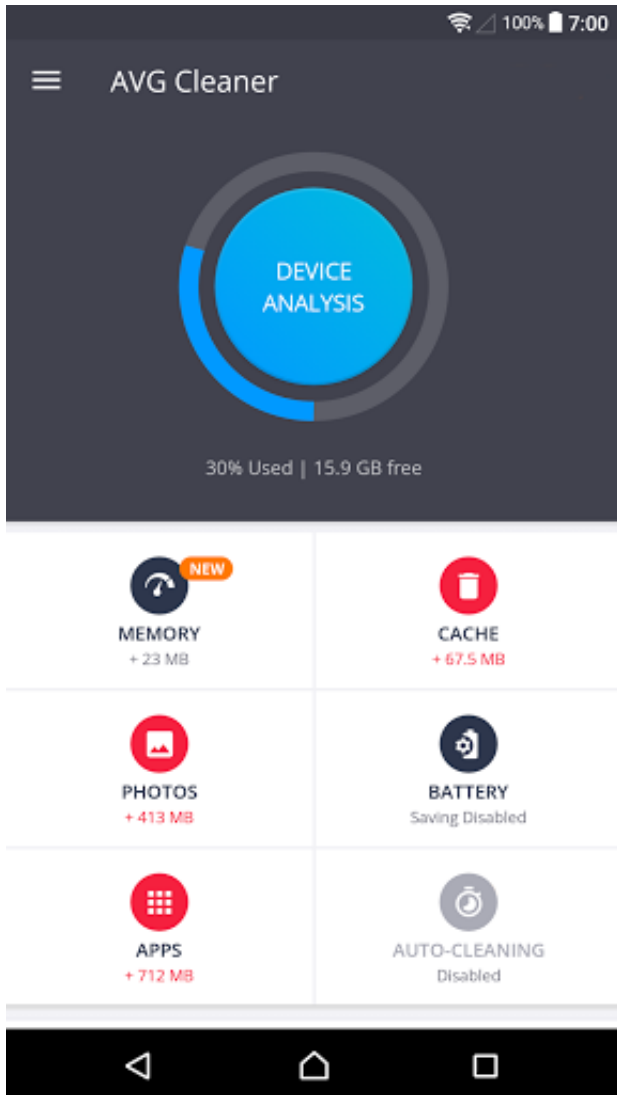 100% 7:00
AVG Cleaner
DEVICE
ANALYSIS
30% Used | 15.9 GB free
NEW
MEMORY
+ 23 MB
CACHE
+ 67.5 MB
PHOTOS
+ 413 MB
BATTERY
Saving Disabled
APPS
+ 712 MB
AUTO-CLEANING
Disabled